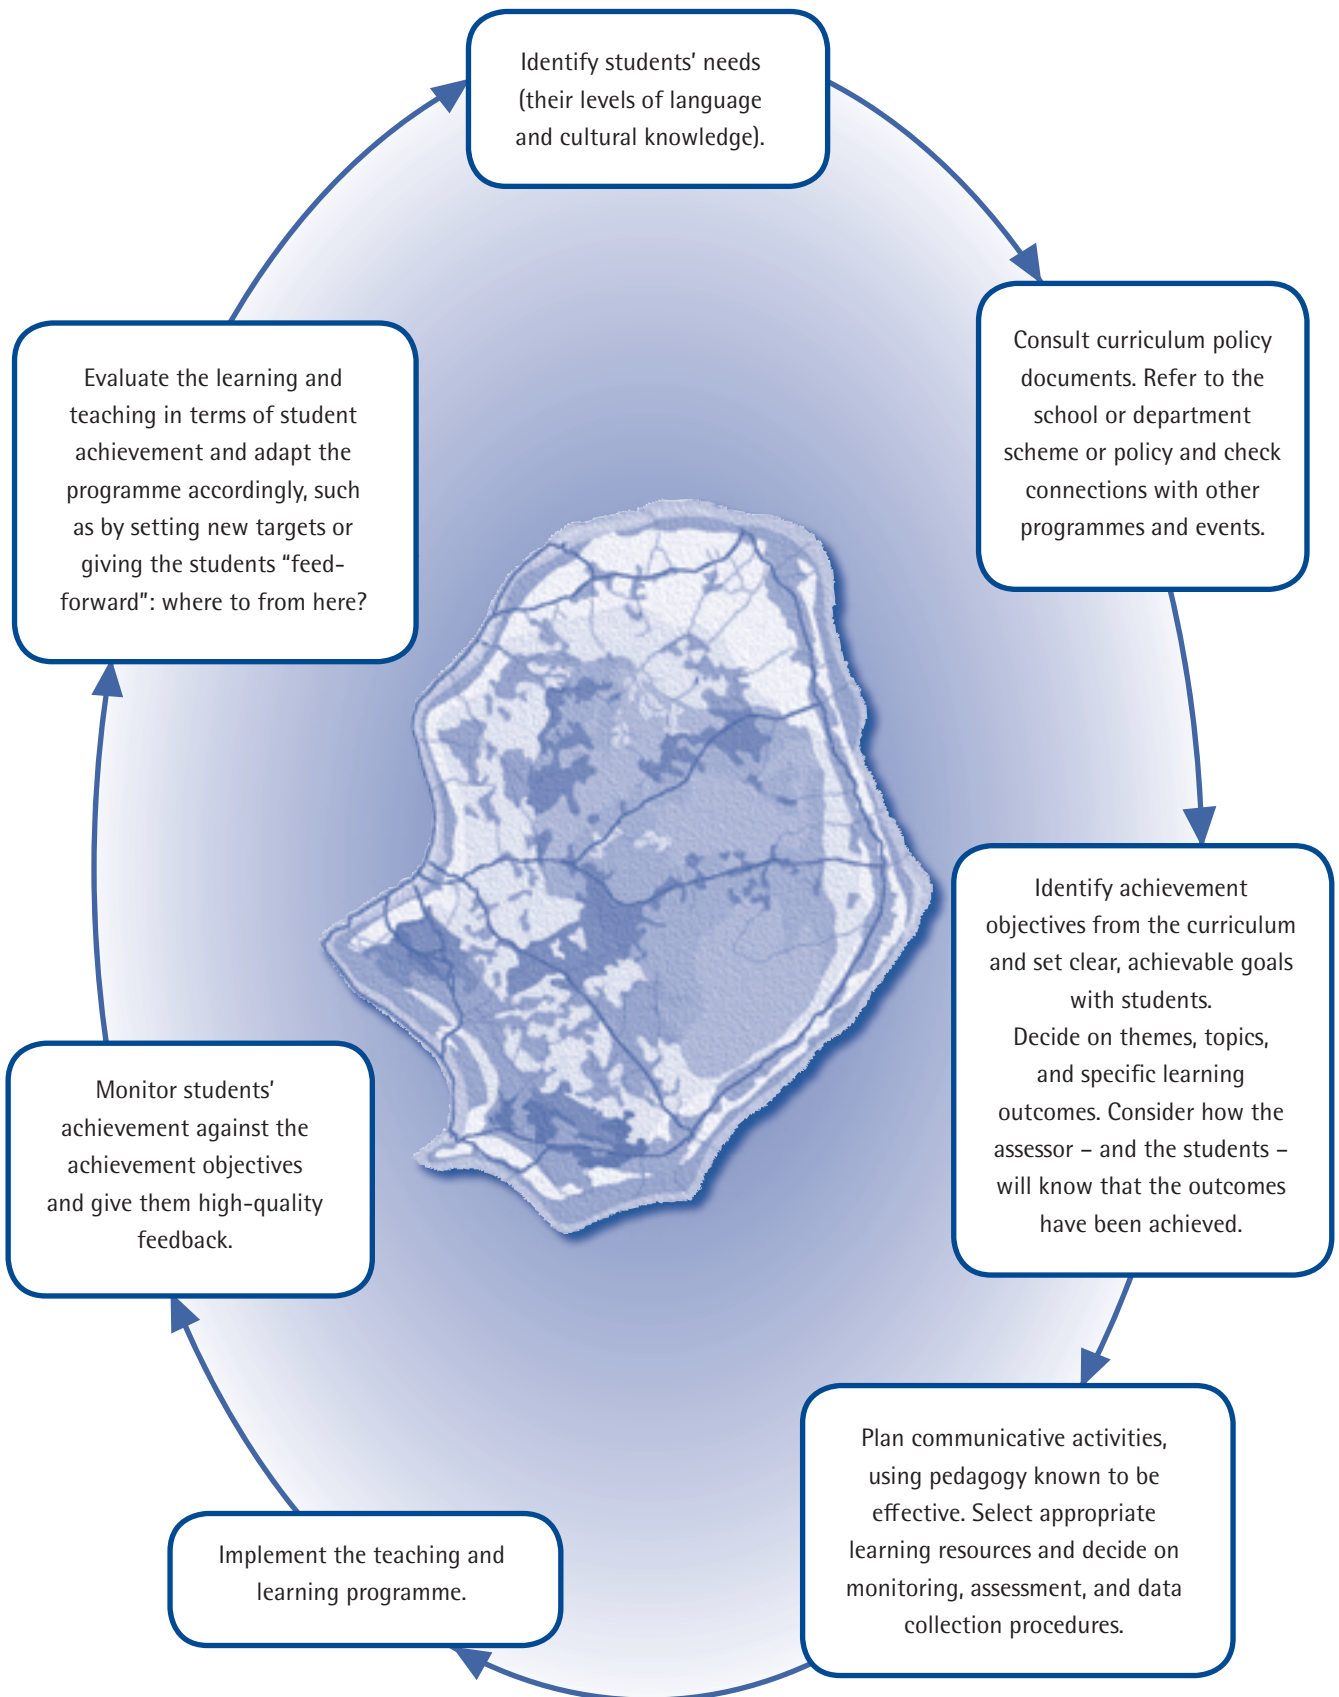 Identify students’ needs
(their levels of language
and cultural knowledge).
Consult curriculum policy
documents. Refer to the
school or department
scheme or policy and check
connections with other
programmes and events.
Identify achievement
objectives from the curriculum
and set clear, achievable goals
with students.
Decide on themes, topics,
and specific learning
outcomes. Consider how the
assessor – and the students –
will know that the outcomes
have been achieved.
Plan communicative activities,
using pedagogy known to be
effective. Select appropriate
learning resources and decide on
monitoring, assessment, and data
collection procedures.
Implement the teaching and
learning programme.
Monitor students’
achievement against the
achievement objectives
and give them high-quality
feedback.
Evaluate the learning and
teaching in terms of student
achievement and adapt the
programme accordingly, such
as by setting new targets or
giving the students “feed-
forward”: where to from here?